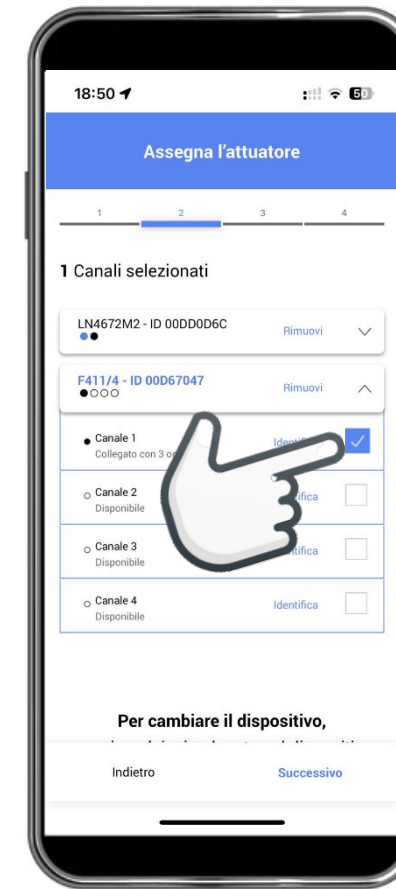 18:50
50
Assegna l'attuatore
1 2 3 4
1 Canali selezionati
LN4672M2 - ID 00DD0D6C
Rimuovi
F411/4 - ID 00D67047
Rimuovi
Canale 1
Collegato con 3
Canale 2
Disponibile
Canale 3
Disponibile
Canale 4
Identifica
Disponibile
Per cambiare il dispositivo,
Indietro
Successivo